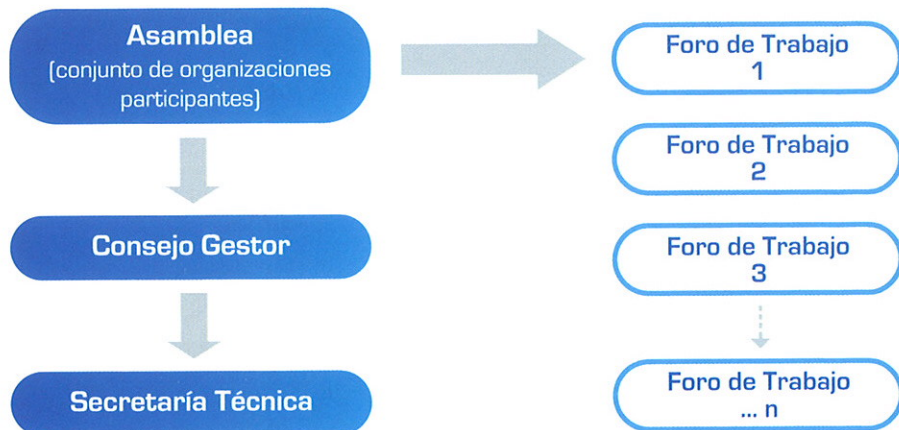 Asamblea
(conjunto de organizaciones
participantes)
Consejo Gestor
Secretaría Técnica
Foro de Trabajo
1
Foro de Trabajo
2
Foro de Trabajo
3
Foro de Trabajo
... n